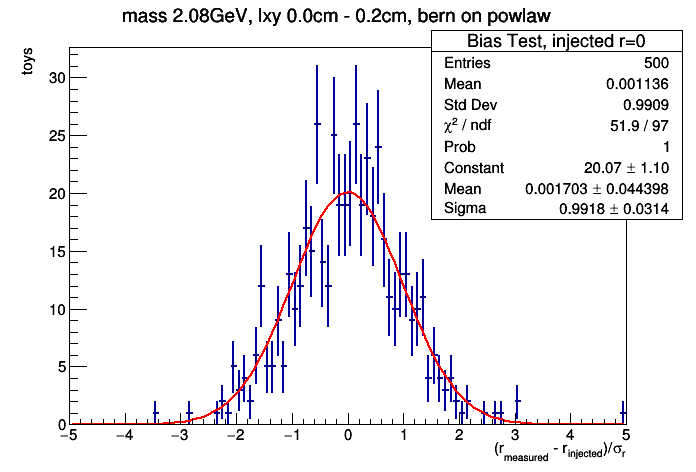 mass 2.08GeV, lxy 0.0cm - 0.2cm, bern on powlaw
Bias Test, injected r=0
Entries 500
Mean 0.001136
Std Dev 0.9909
χ² / ndf 51.9 / 97
Prob 1
Constant 20.07 ± 1.10
Mean 0.001703 ± 0.044398
Sigma 0.9918 ± 0.0314
toys
30
25
20
15
10
5
0
−5 −4 −3 −2 −1 0 1 2 3 4 5
(r_measured - r_injected)/σ_r